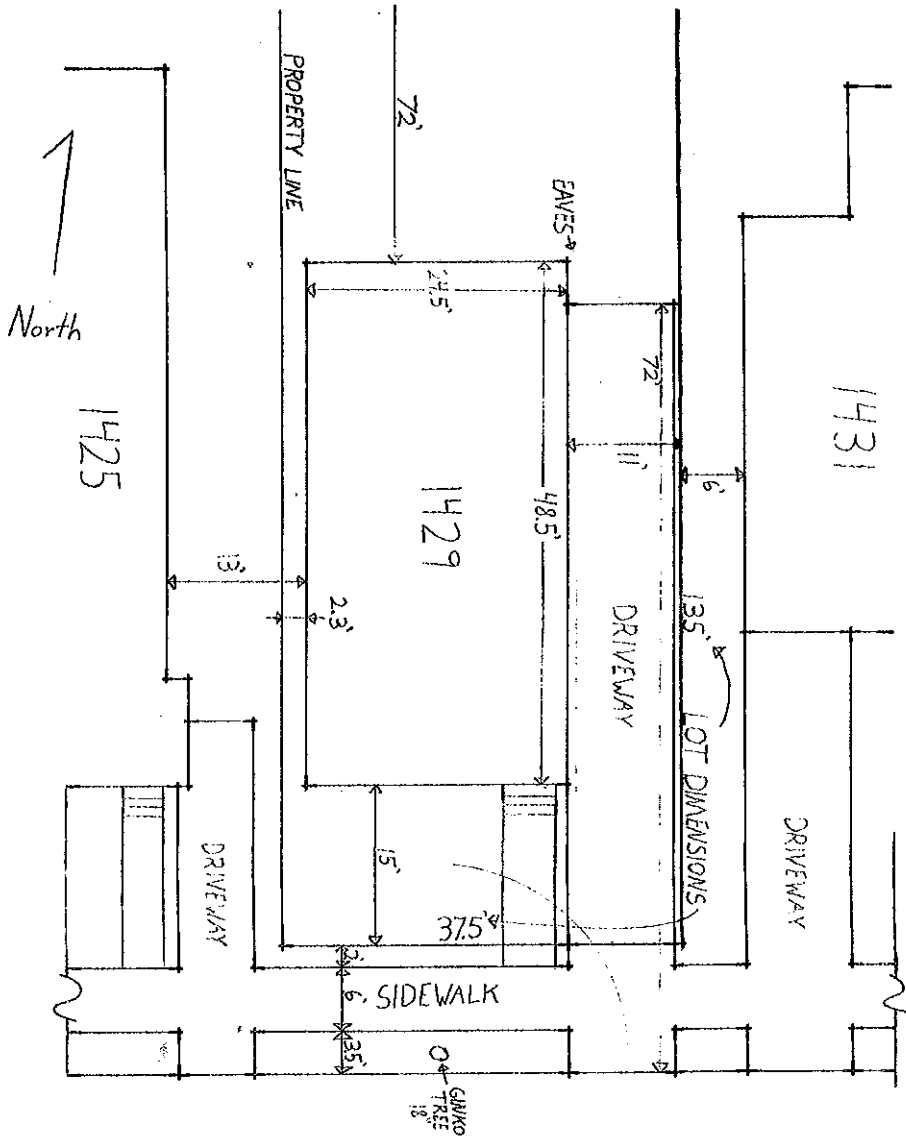 PROPERTY LINE
72'
EAVES
24.5'
72'
North
1425
1431
11'
6'
1429
48.5'
13'
2.3'
DRIVEWAY
135'
LOT DIMENSIONS
DRIVEWAY
DRIVEWAY
15'
37.5'
3'
6'
SIDEWALK
3.5'
GINKO
TREE
18"